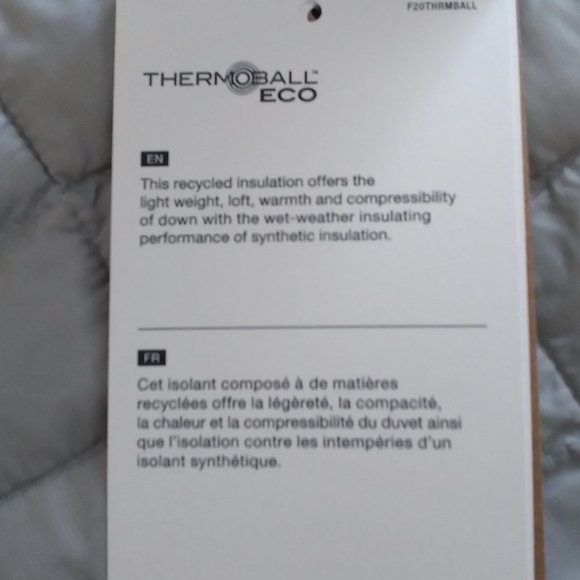 F20THRMBALL
THERMOBALL™
ECO
EN
This recycled insulation offers the
light weight, loft, warmth and compressibility
of down with the wet-weather insulating
performance of synthetic insulation.
FR
Cet isolant composé à de matières
recyclées offre la légèreté, la compacité,
la chaleur et la compressibilité du duvet ainsi
que l'isolation contre les intempéries d'un
isolant synthétique.